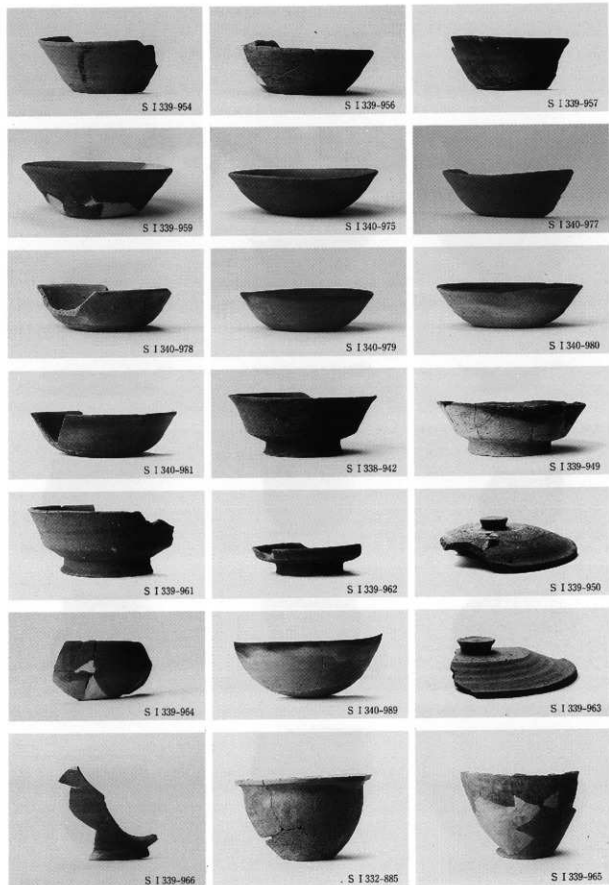 S I 339-954
S I 339-956
S I 339-957
S I 339-959
S I 340-975
S I 340-977
S I 340-978
S I 340-979
S I 340-980
S I 340-981
S I 338-942
S I 339-949
S I 339-961
S I 339-962
S I 339-950
S I 339-964
S I 340-989
S I 339-963
S I 339-966
S I 332-885
S I 339-965